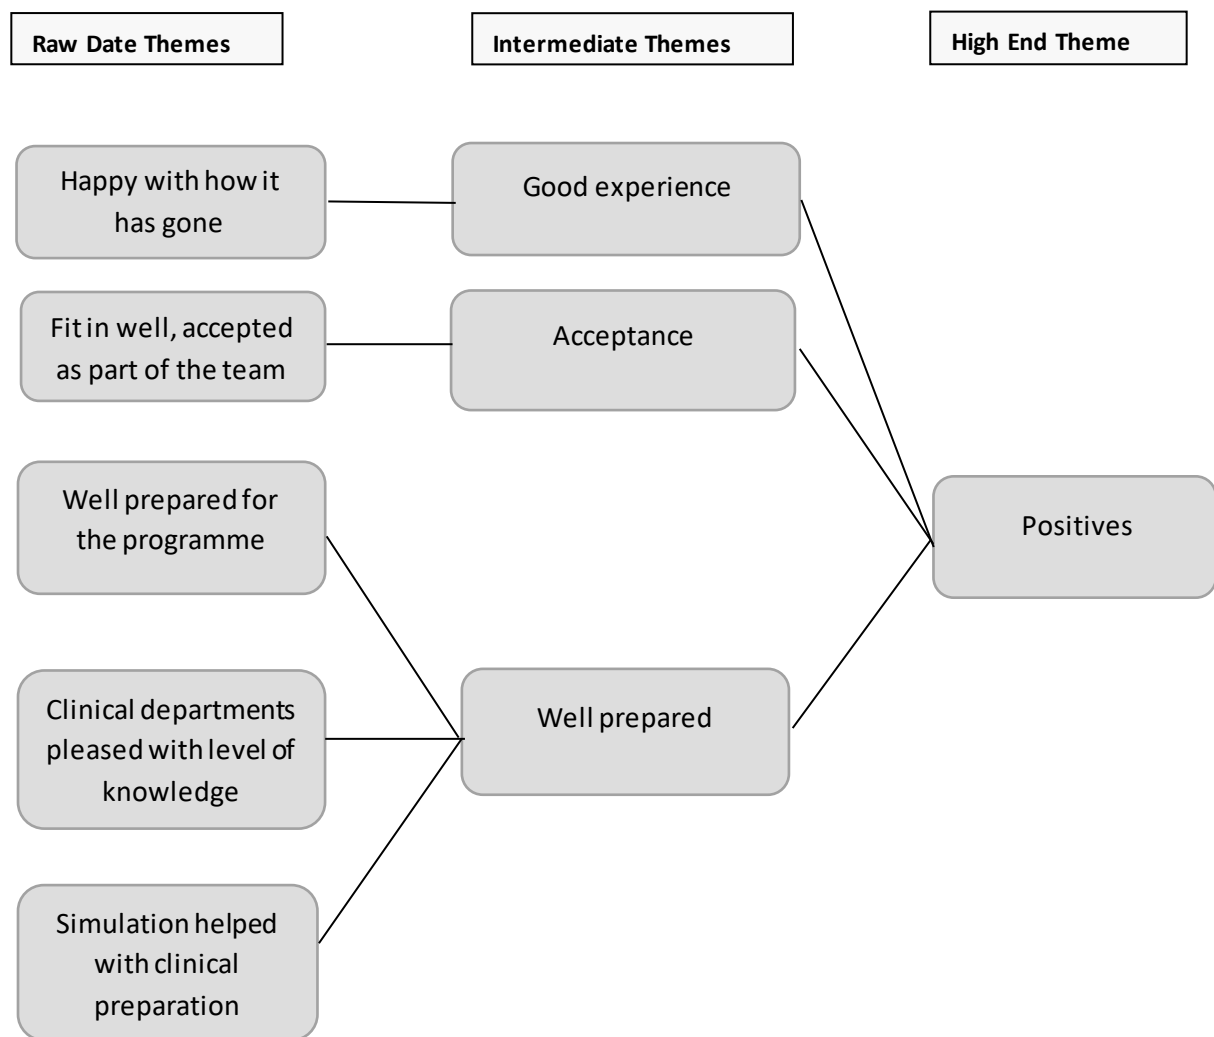 Raw Date Themes
Intermediate Themes
High End Theme
Happy with how it
has gone
Good experience
Fit in well, accepted
as part of the team
Acceptance
Well prepared for
the programme
Positives
Clinical departments
pleased with level of
knowledge
Well prepared
Simulation helped
with clinical
preparation